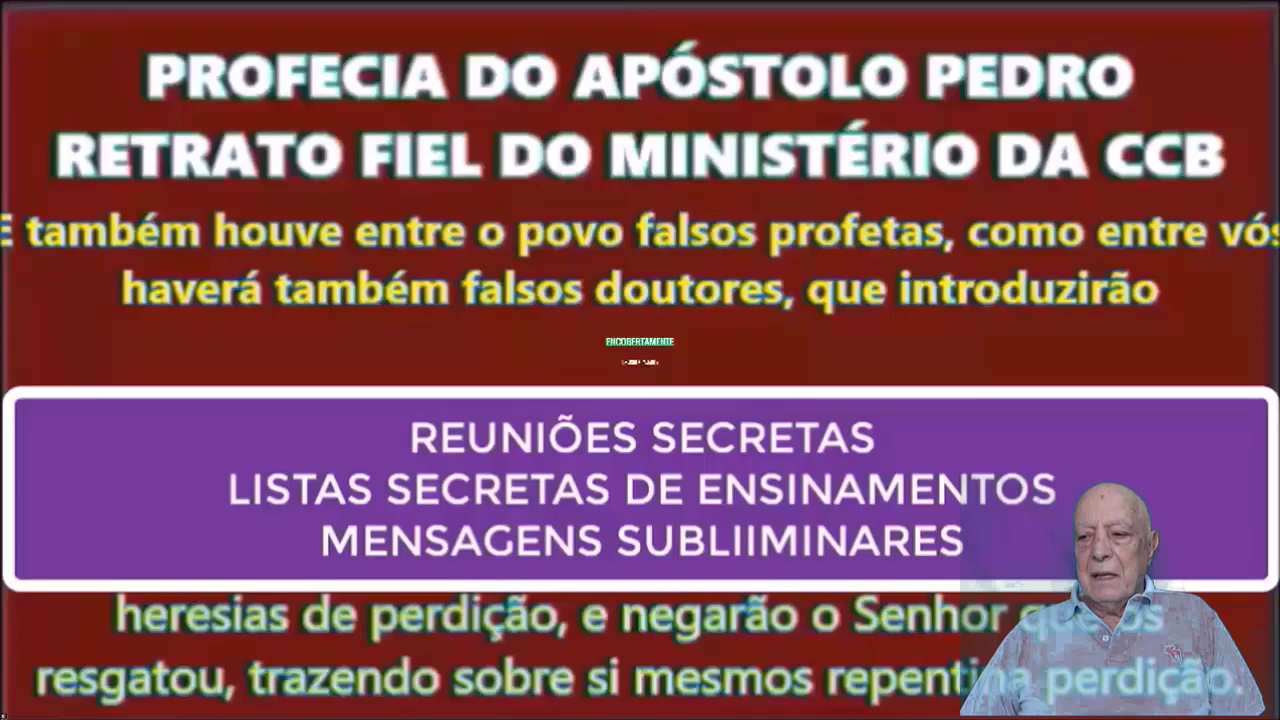 PROFECIA DO APÓSTOLO PEDRO
RETRATO FIEL DO MINISTÉRIO DA CCB
E também houve entre o povo falsos profetas, como entre vós
haverá também falsos doutores, que introduzirão
ENCOBERTAMENTE
REUNIÕES SECRETAS
LISTAS SECRETAS DE ENSINAMENTOS
MENSAGENS SUBLIIMINARES
heresias de perdição, e negarão o Senhor que os
resgatou, trazendo sobre si mesmos repentina perdição.